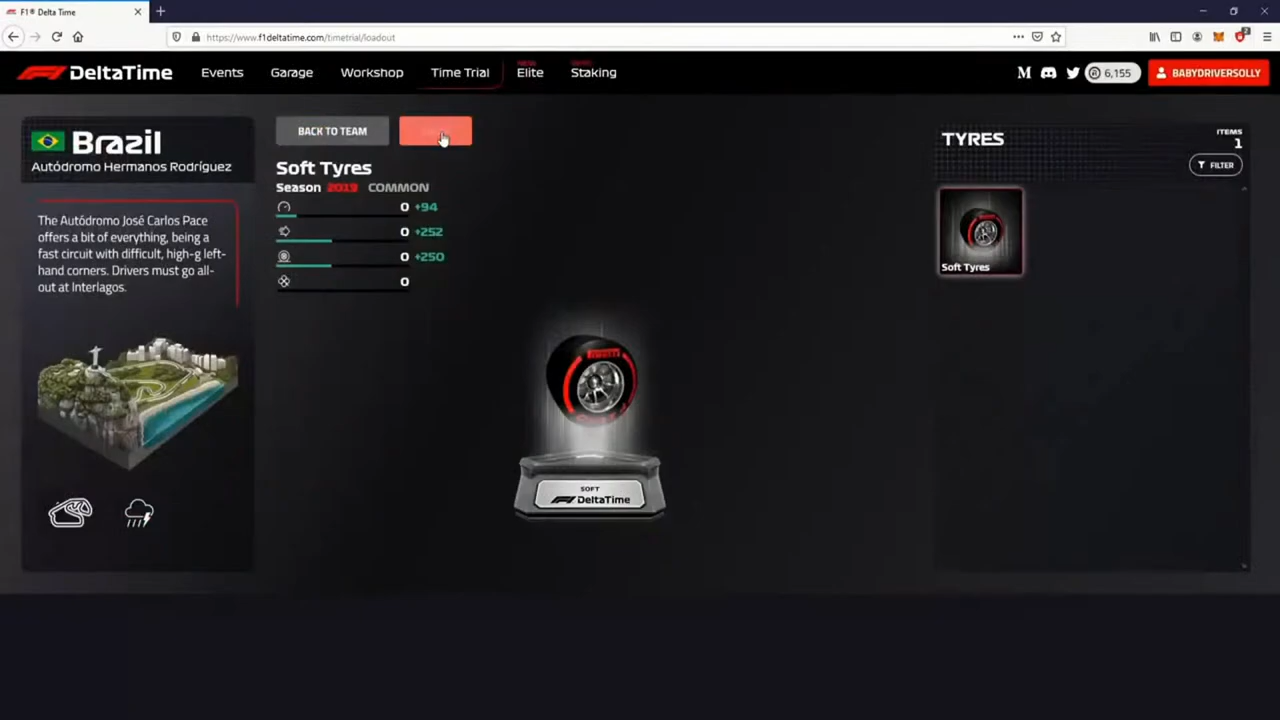 F1® Delta Time
https://www.f1deltatime.com/timetrial/loadout
DeltaTime
Events
Garage
Workshop
Time Trial
Elite
Staking
6,155
BABYDRIVERSOLLY
Brazil
Autódromo Hermanos Rodríguez
The Autódromo José Carlos Pace
offers a bit of everything, being a
fast circuit with difficult, high-g left-
hand corners. Drivers must go all-
out at Interlagos.
BACK TO TEAM
Soft Tyres
Season 2019 COMMON
0 +94
0 +252
0 +250
0
SOFT
DeltaTime
TYRES
ITEMS
1
FILTER
Soft Tyres